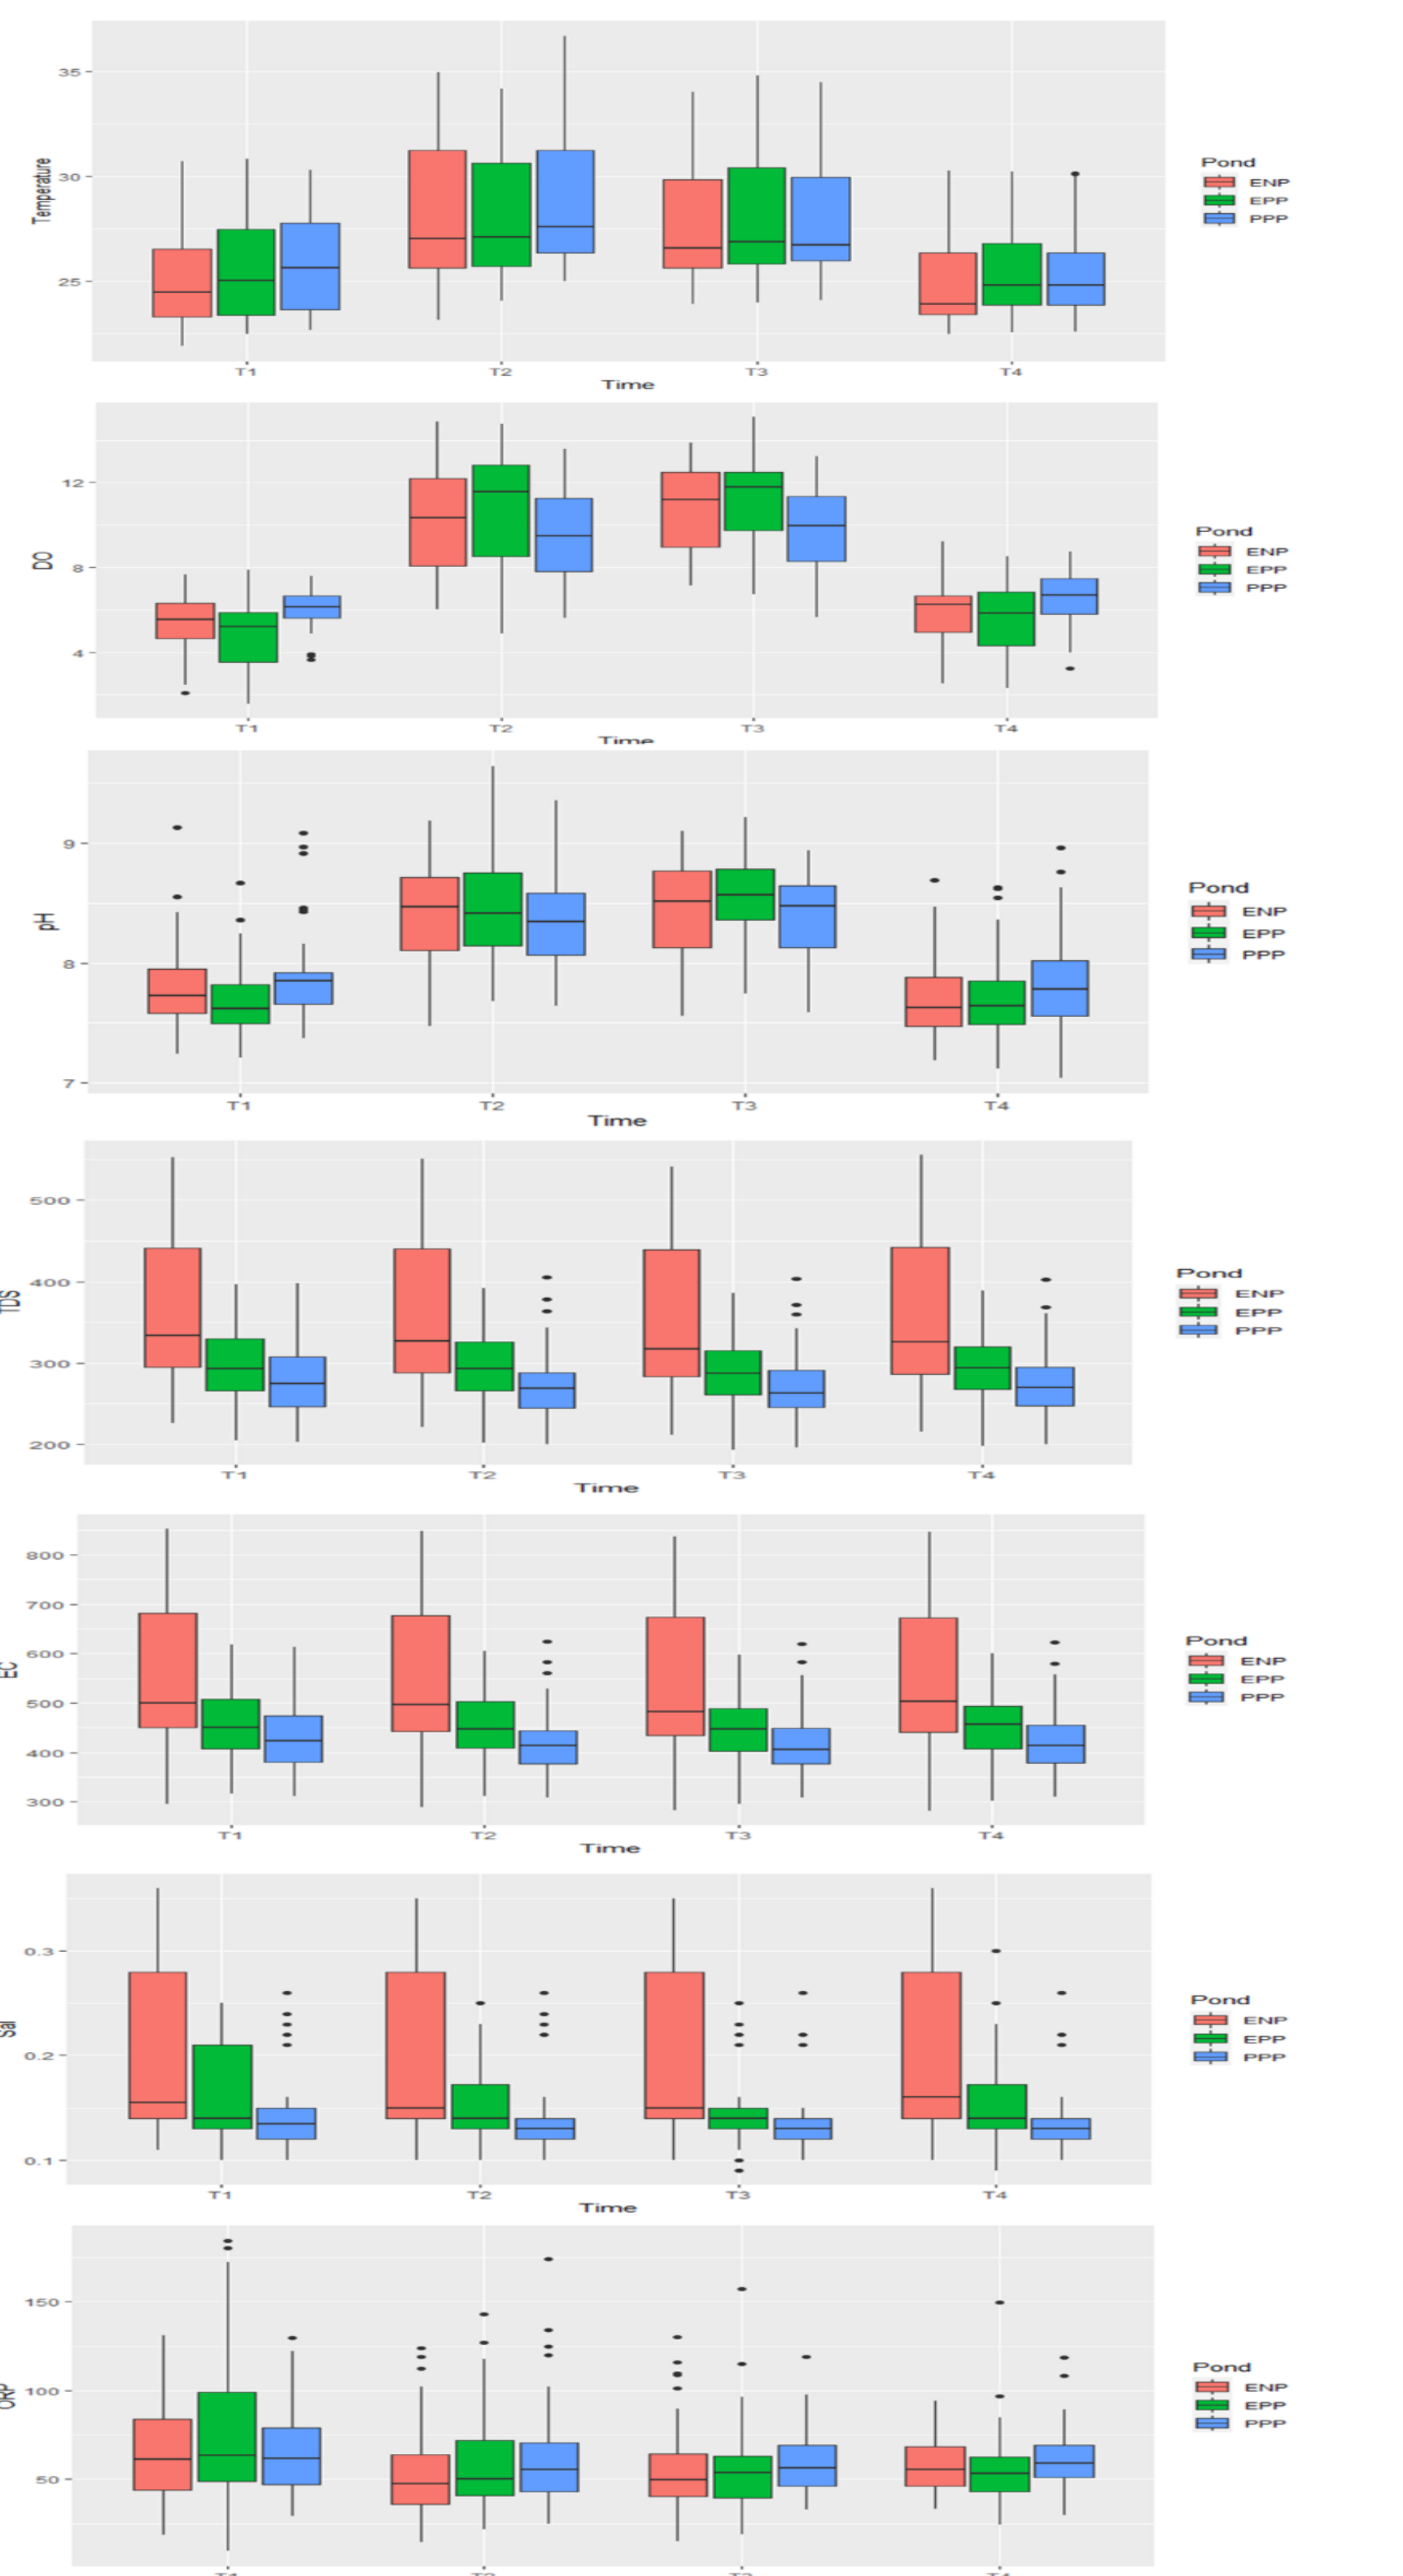 35
30
25
Temperature
T1 T2 T3 T4
Time
Pond
ENP
EPP
PPP
12
8
4
DO
T1 T2 T3 T4
Time
Pond
ENP
EPP
PPP
9
8
7
pH
T1 T2 T3 T4
Time
Pond
ENP
EPP
PPP
500
400
300
200
TDS
T1 T2 T3 T4
Time
Pond
ENP
EPP
PPP
800
700
600
500
400
300
EC
T1 T2 T3 T4
Time
Pond
ENP
EPP
PPP
0.3
0.2
0.1
Sal
T1 T2 T3 T4
Time
Pond
ENP
EPP
PPP
150
100
50
ORP
T1
Pond
ENP
EPP
PPP